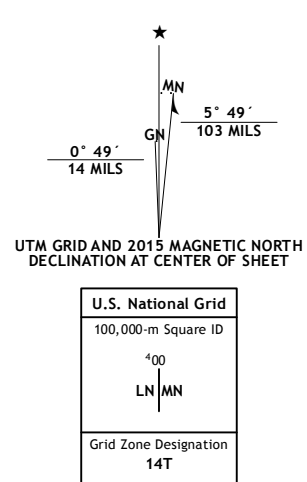 ★
MN
5° 49´
103 MILS
GN
0° 49´
14 MILS
UTM GRID AND 2015 MAGNETIC NORTH
DECLINATION AT CENTER OF SHEET
U.S. National Grid
100,000-m Square ID
⁴00
LN MN
Grid Zone Designation
14T